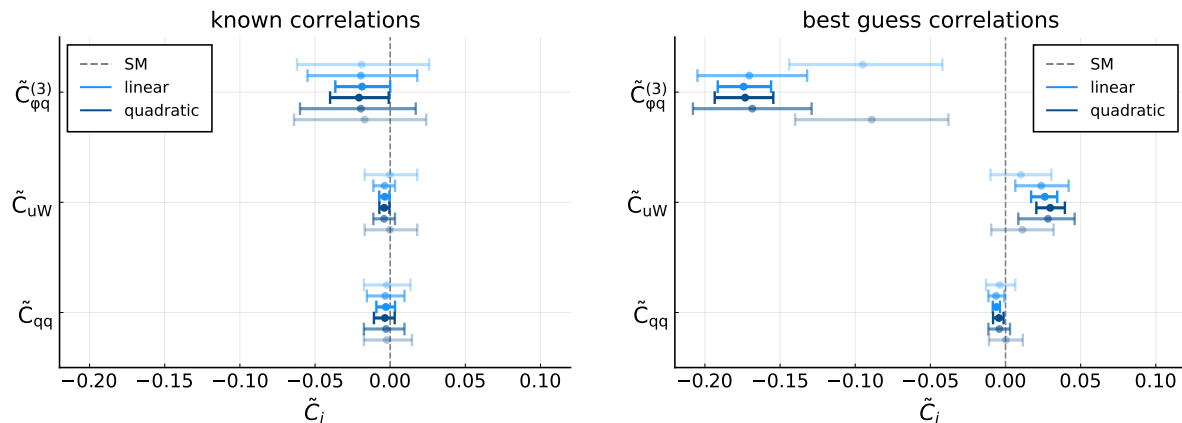 known correlations
SM
linear
quadratic
C̃φq(3)
C̃uW
C̃qq
−0.20 −0.15 −0.10 −0.05 0.00 0.05 0.10
C̃i
best guess correlations
SM
linear
quadratic
C̃φq(3)
C̃uW
C̃qq
−0.20 −0.15 −0.10 −0.05 0.00 0.05 0.10
C̃i